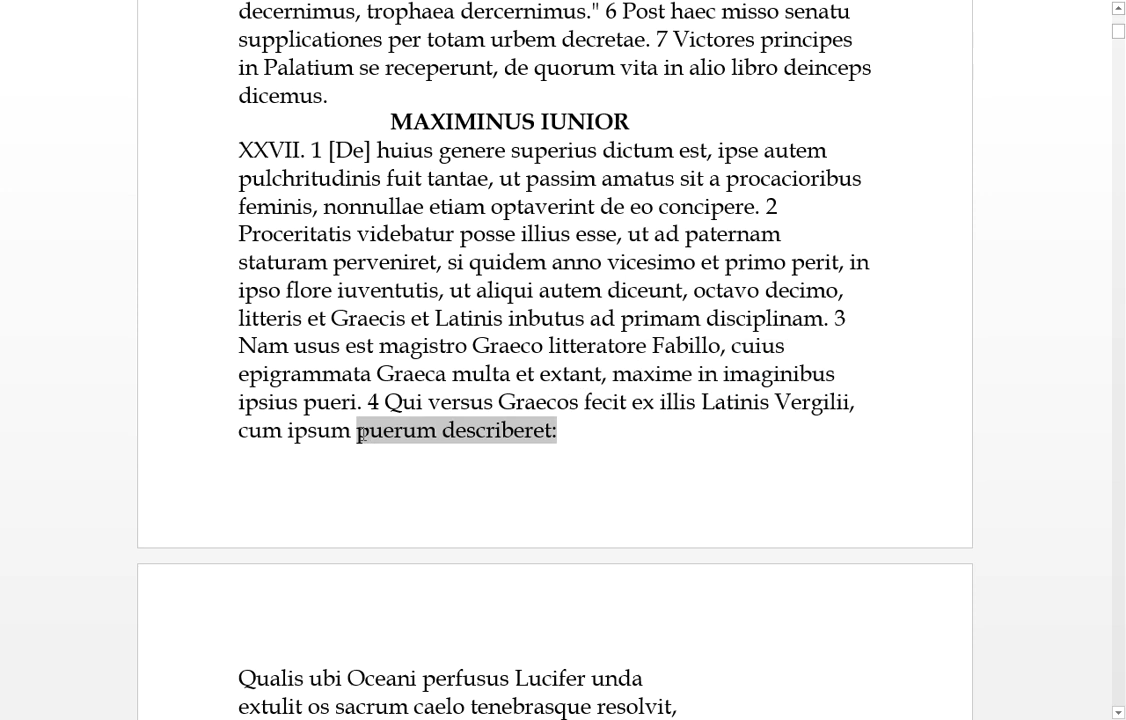 decernimus, trophaea dercernimus." 6 Post haec misso senatu
supplicationes per totam urbem decretae. 7 Victores principes
in Palatium se receperunt, de quorum vita in alio libro deinceps
dicemus.
MAXIMINUS IUNIOR
XXVII. 1 [De] huius genere superius dictum est, ipse autem
pulchritudinis fuit tantae, ut passim amatus sit a procacioribus
feminis, nonnullae etiam optaverint de eo concipere. 2
Proceritatis videbatur posse illius esse, ut ad paternam
staturam perveniret, si quidem anno vicesimo et primo perit, in
ipso flore iuventutis, ut aliqui autem diceunt, octavo decimo,
litteris et Graecis et Latinis inbutus ad primam disciplinam. 3
Nam usus est magistro Graeco litteratore Fabillo, cuius
epigrammata Graeca multa et extant, maxime in imaginibus
ipsius pueri. 4 Qui versus Graecos fecit ex illis Latinis Vergilii,
cum ipsum puerum describeret:
Qualis ubi Oceani perfusus Lucifer unda
extulit os sacrum caelo tenebrasque resolvit,